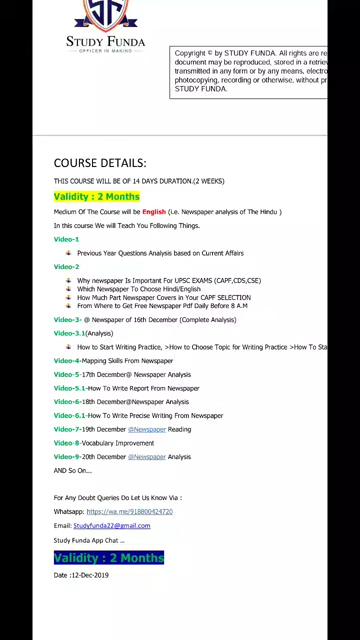 STUDY FUNDA
OFFICER IN MAKING
Copyright © by STUDY FUNDA. All rights are re
document may be reproduced, stored in a retriev
transmitted in any form or by any means, electro
photocopying, recording or otherwise, without pr
STUDY FUNDA.
COURSE DETAILS:
THIS COURSE WILL BE OF 14 DAYS DURATION.(2 WEEKS)
Validity : 2 Months
Medium Of The Course will be English (i.e. Newspaper analysis of The Hindu )
In this course We will Teach You Following Things.
Video-1
Previous Year Questions Analysis based on Current Affairs
Video-2
Why newspaper Is Important For UPSC EXAMS (CAPF,CDS,CSE)
Which Newspaper To Choose Hindi/English
How Much Part Newspaper Covers in Your CAPF SELECTION
From Where to Get Free Newspaper Pdf Daily Before 8 A.M
Video-3- @ Newspaper of 16th December (Complete Analysis)
Video-3.1(Analysis)
How to Start Writing Practice, >How to Choose Topic for Writing Practice >How To Sta
Video-4-Mapping Skills From Newspaper
Video-5-17th December@ Newspaper Analysis
Video-5.1-How To Write Report From Newspaper
Video-6-18th December@Newspaper Analysis
Video-6.1-How To Write Precise Writing From Newspaper
Video-7-19th December @Newspaper Reading
Video-8-Vocabulary Improvement
Video-9-20th December @Newspaper Analysis
AND So On...
For Any Doubt Queries Do Let Us Know Via :
Whatsapp: https://wa.me/918800424720
Email: Studyfunda22@gmail.com
Study Funda App Chat ...
Validity : 2 Months
Date :12-Dec-2019